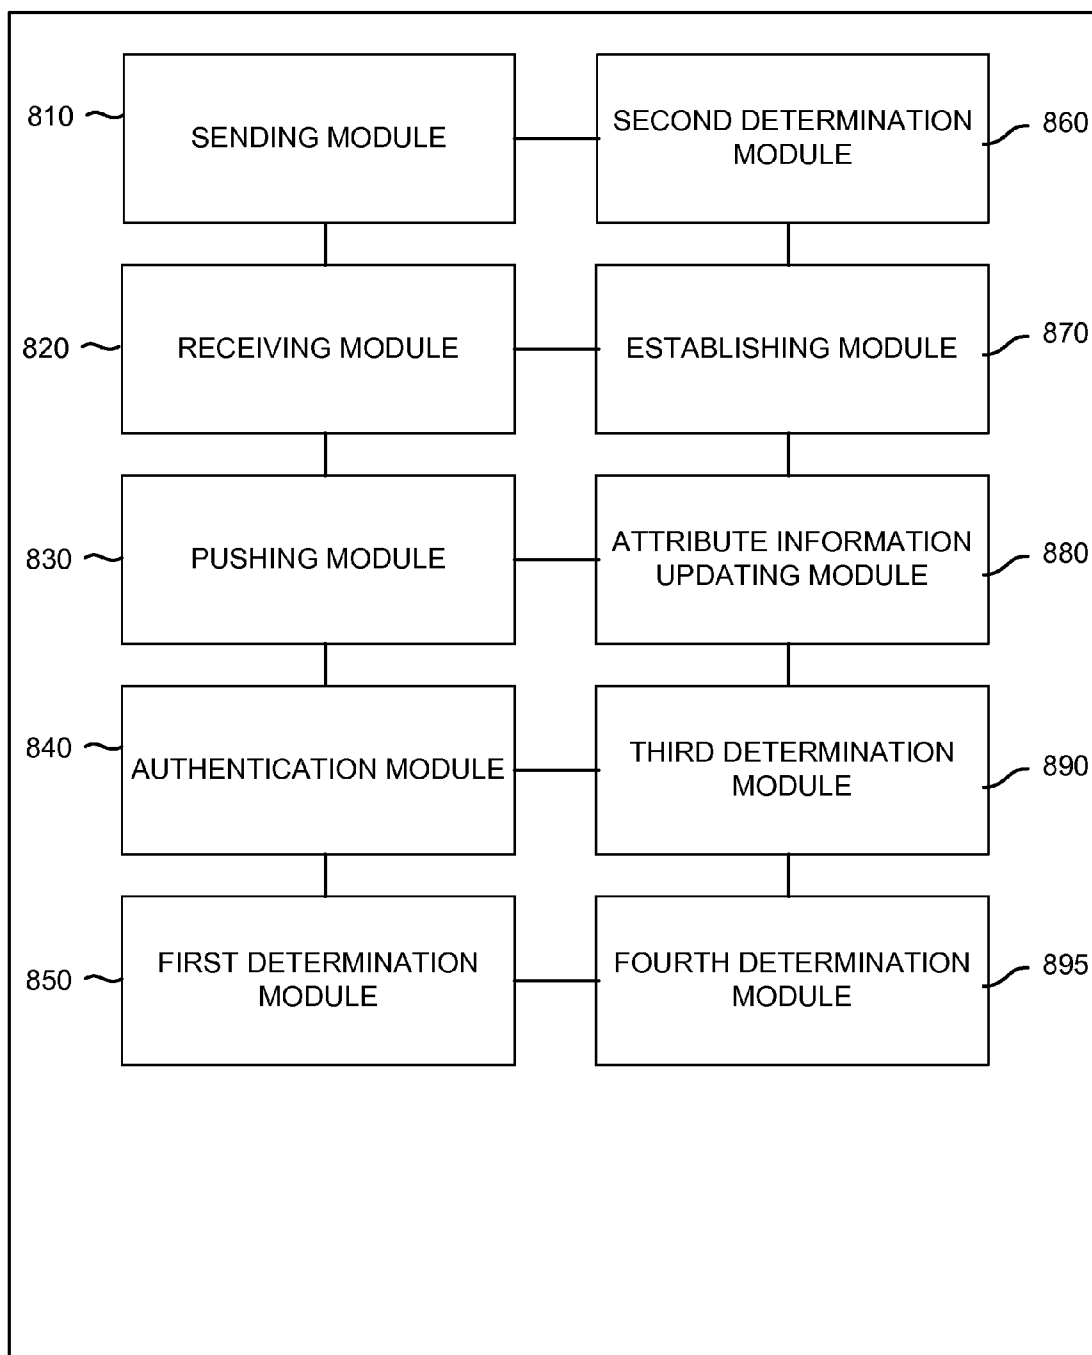 810
SENDING MODULE
SECOND DETERMINATION
MODULE
860
820
RECEIVING MODULE
ESTABLISHING MODULE
870
830
PUSHING MODULE
ATTRIBUTE INFORMATION
UPDATING MODULE
880
840
AUTHENTICATION MODULE
THIRD DETERMINATION
MODULE
890
850
FIRST DETERMINATION
MODULE
FOURTH DETERMINATION
MODULE
895